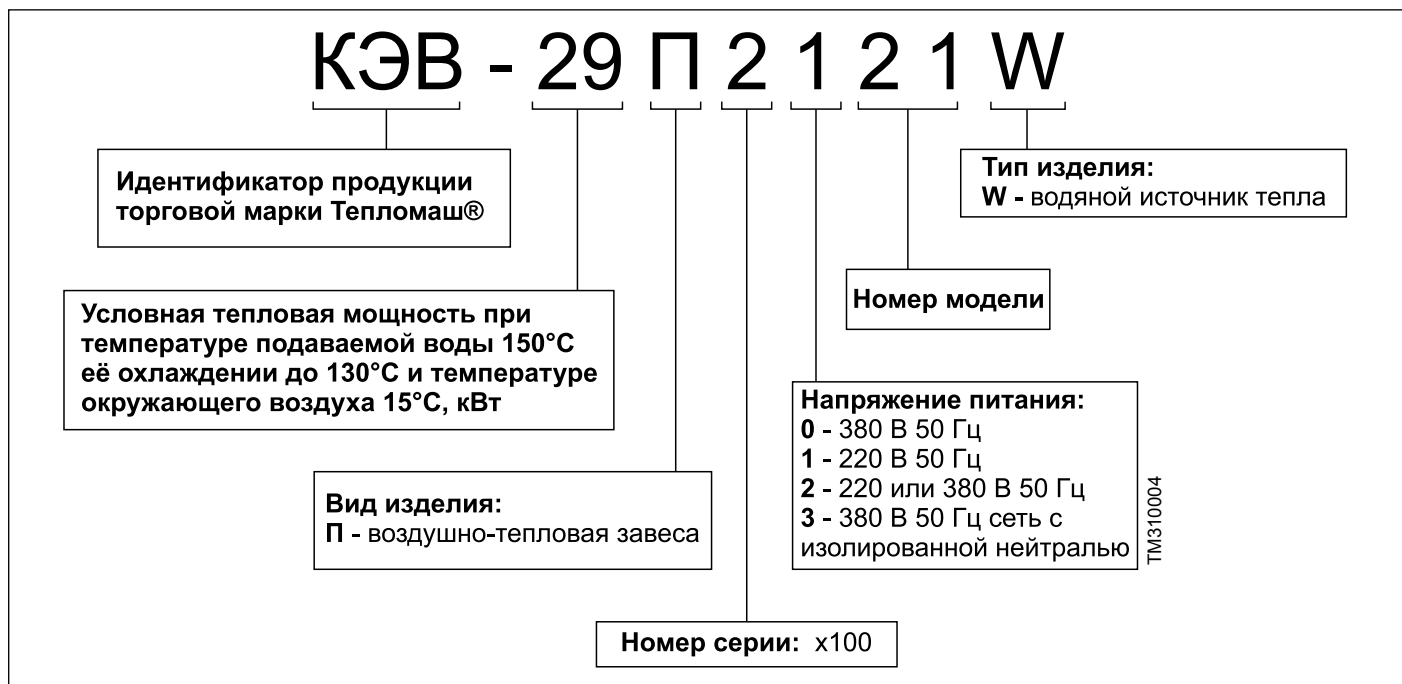 КЭВ - 29 П 2 1 2 1 W
Идентификатор продукции
торговой марки Тепломаш®
Тип изделия:
W - водяной источник тепла
Условная тепловая мощность при
температуре подаваемой воды 150°С
её охлаждении до 130°С и температуре
окружающего воздуха 15°С, кВт
Номер модели
Напряжение питания:
0 - 380 В 50 Гц
1 - 220 В 50 Гц
2 - 220 или 380 В 50 Гц
3 - 380 В 50 Гц сеть с
изолированной нейтралью
TM310004
Вид изделия:
П - воздушно-тепловая завеса
Номер серии: х100